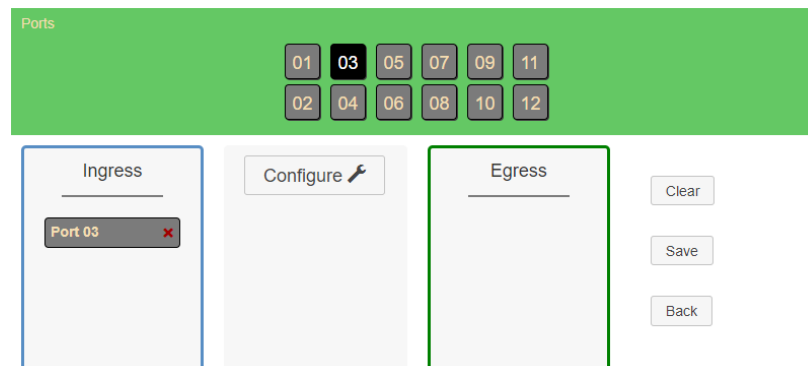 Ports
01 03 05 07 09 11
02 04 06 08 10 12
Ingress
Configure
Egress
Clear
Port 03
Save
Back